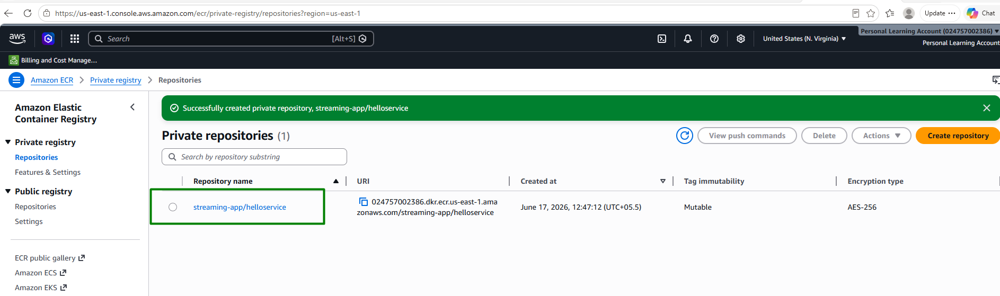 https://us-east-1.console.aws.amazon.com/ecr/private-registry/repositories?region=us-east-1
Update
Chat
aws
Search
[Alt+S]
United States (N. Virginia)
Personal Learning Account (024757002386)
Personal Learning Account
Billing and Cost Manage...
Amazon ECR
Private registry
Repositories
Amazon Elastic
Container Registry
Private registry
Repositories
Features & Settings
Public registry
Repositories
Settings
ECR public gallery
Amazon ECS
Amazon EKS
Successfully created private repository, streaming-app/helloservice
Private repositories (1)
View push commands
Delete
Actions
Create repository
Search by repository substring
Repository name
URI
Created at
Tag immutability
Encryption type
streaming-app/helloservice
024757002386.dkr.ecr.us-east-1.ama
zonaws.com/streaming-app/helloservice
June 17, 2026, 12:47:12 (UTC+05.5)
Mutable
AES-256